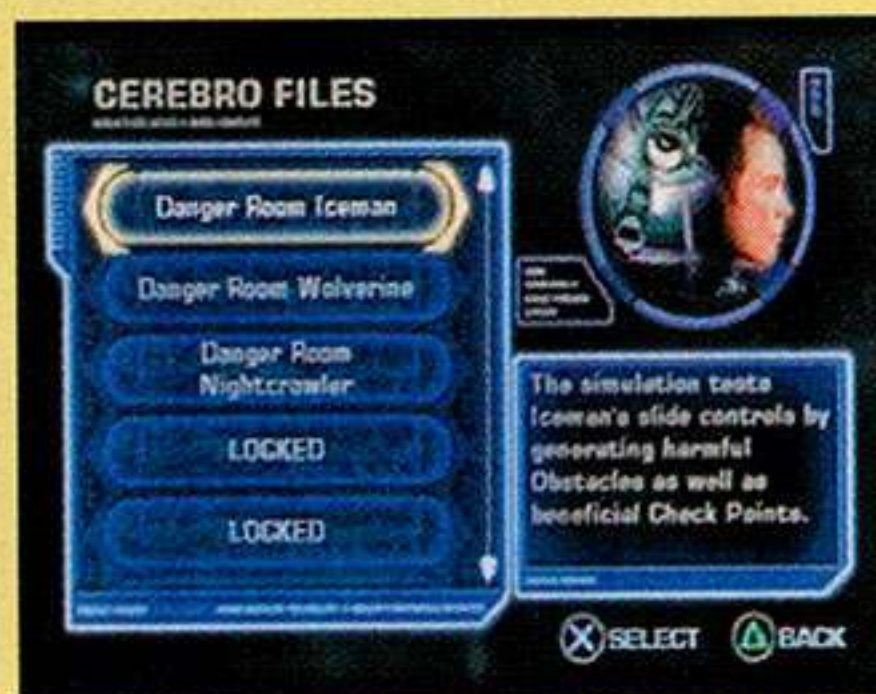 CEREBRO FILES
Danger Room Iceman
Danger Room Wolverine
Danger Room
Nightcrawler
LOCKED
LOCKED
The simulation tests
Iceman's slide controls by
generating harmful
Obstacles as well as
beneficial Check Points.
SELECT
BACK